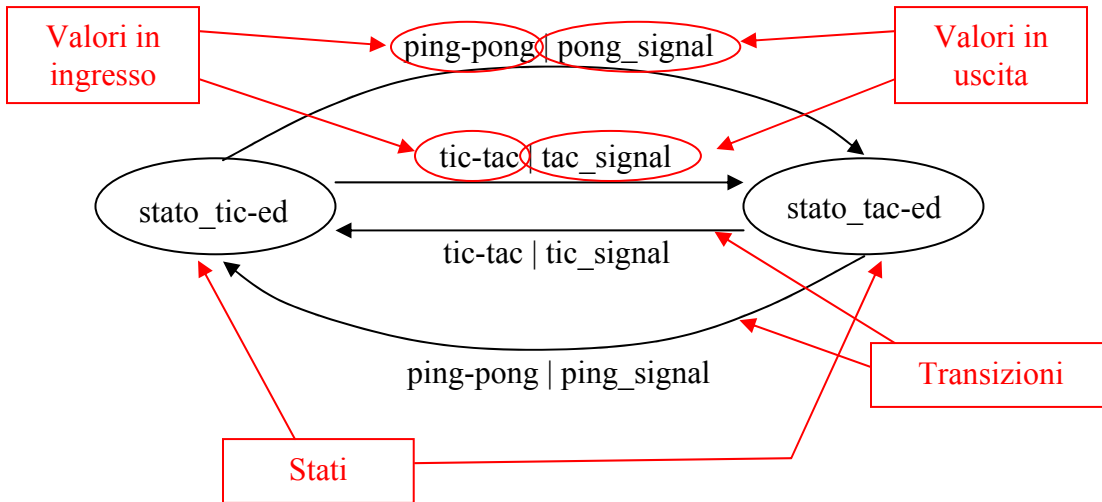 Valori in
ingresso
ping-pong | pong_signal
Valori in
uscita
tic-tac | tac_signal
stato_tic-ed
stato_tac-ed
tic-tac | tic_signal
ping-pong | ping_signal
Transizioni
Stati